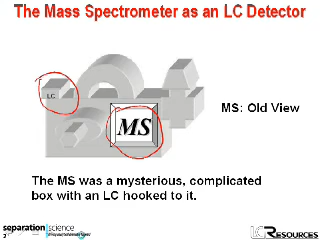 The Mass Spectrometer as an LC Detector
LC
MS
MS: Old View
The MS was a mysterious, complicated
box with an LC hooked to it.
separation science
2
LC RESOURCES